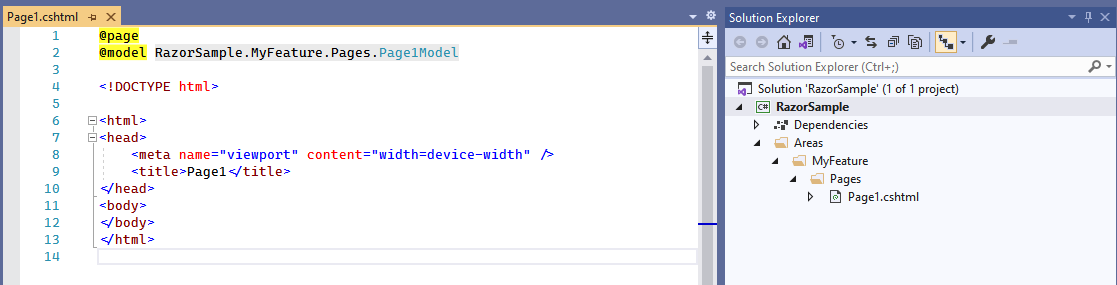 Page1.cshtml
1 @page
2 @model RazorSample.MyFeature.Pages.Page1Model
3
4 <!DOCTYPE html>
5
6 <html>
7 <head>
8 <meta name="viewport" content="width=device-width" />
9 <title>Page1</title>
10 </head>
11 <body>
12 </body>
13 </html>
14
Solution Explorer
Search Solution Explorer (Ctrl+;)
Solution 'RazorSample' (1 of 1 project)
C# RazorSample
Dependencies
Areas
MyFeature
Pages
Page1.cshtml